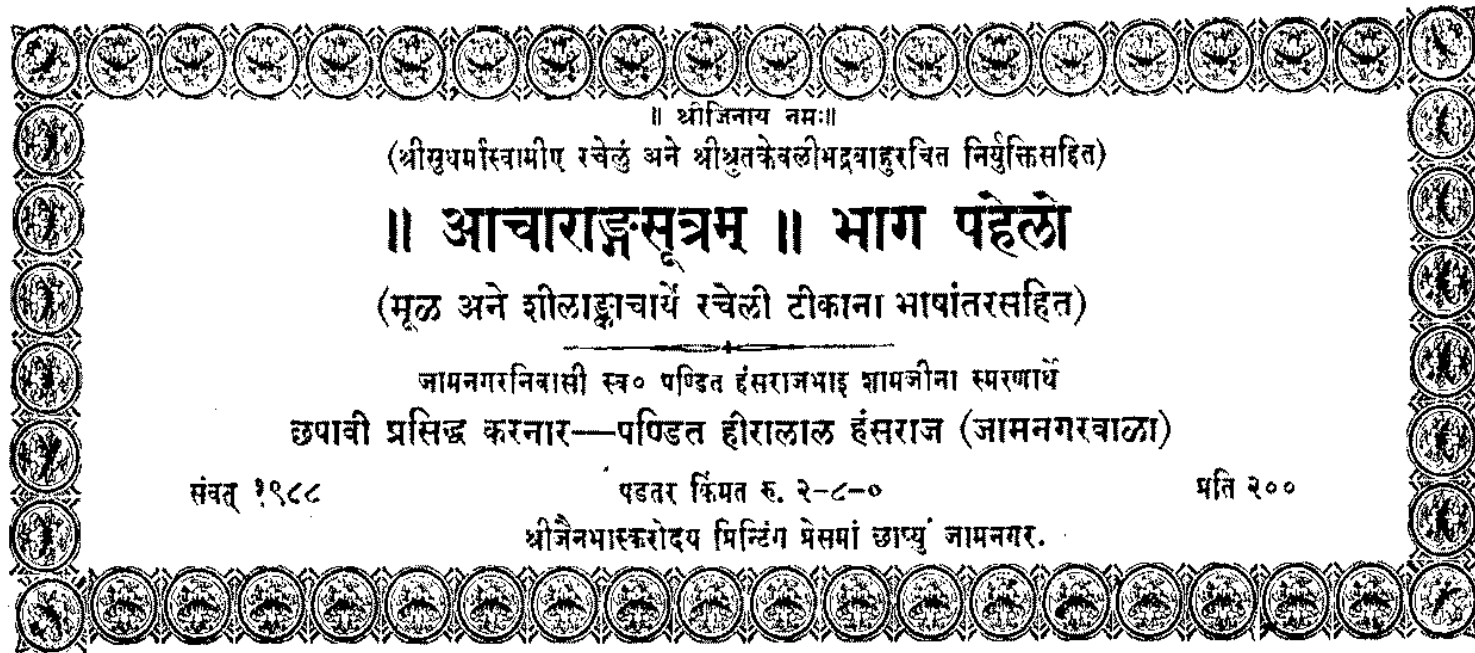 ॥ श्रीजिनाय नमः॥
(श्रीसुधर्मास्वामीए रचेलुं अने श्रीश्रुतकेवलीभद्रबाहुरचित निर्युक्तिसहित)
॥ आचाराङ्गसूत्रम् ॥ भाग पहेलो
(मूळ अने शीलाङ्काचार्ये रचेली टीकाना भाषांतरसहित)
जामनगरनिवासी स्व० पण्डित हंसराजभाइ शामजीना स्मरणार्थे
छपावी प्रसिद्ध करनार—पण्डित हीरालाल हंसराज (जामनगरवाळा)
संवत् १९८८ पडतर किंमत रु. २-८-० प्रति २००
श्रीजैनभास्करोदय प्रिन्टिंग प्रेसमां छाप्युं जामनगर.